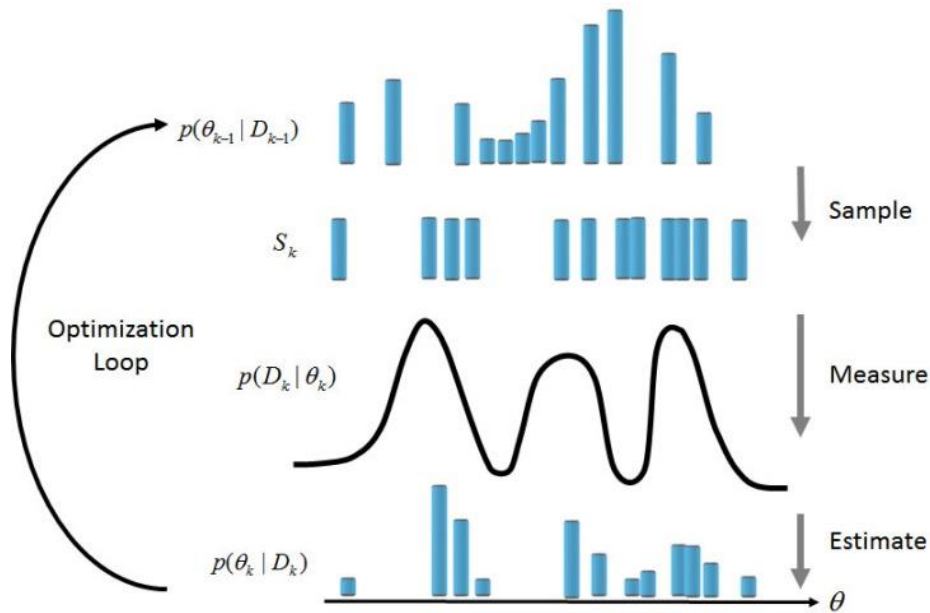 p(θ_{k-1} | D_{k-1})
Sample
S_k
Optimization
Loop
p(D_k | θ_k)
Measure
p(θ_k | D_k)
Estimate
θ